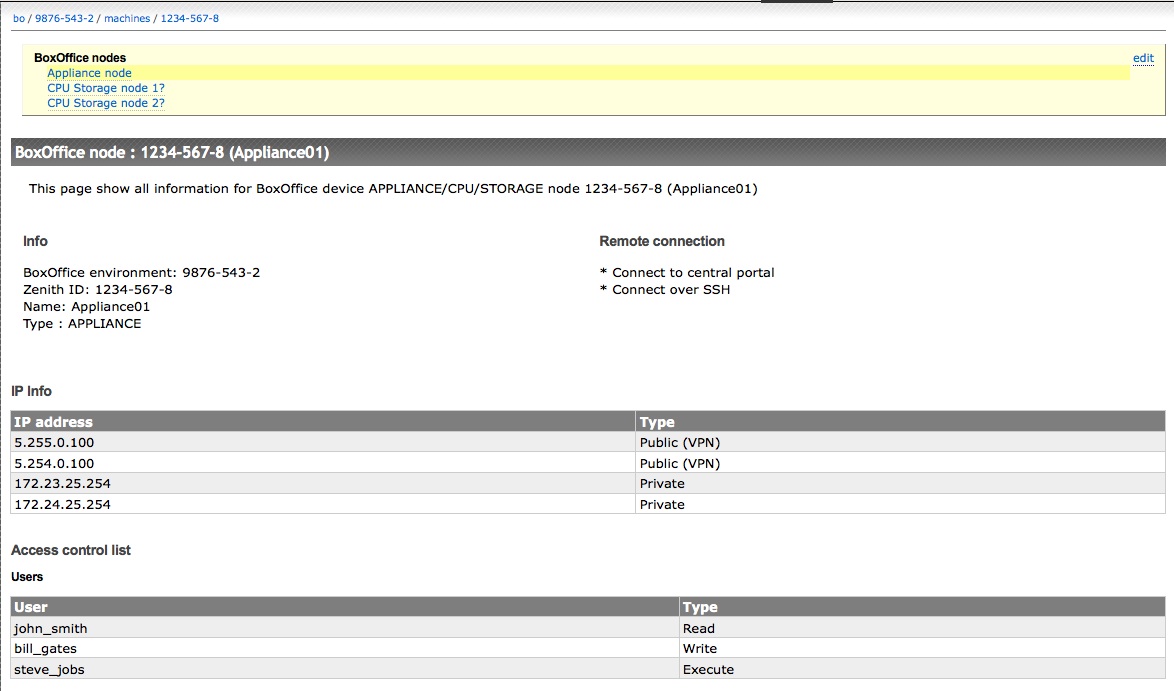 bo / 9876-543-2 / machines / 1234-567-8
BoxOffice nodes
edit
Appliance node
CPU Storage node 1?
CPU Storage node 2?
BoxOffice node : 1234-567-8 (Appliance01)
This page show all information for BoxOffice device APPLIANCE/CPU/STORAGE node 1234-567-8 (Appliance01)
Info
BoxOffice environment: 9876-543-2
Zenith ID: 1234-567-8
Name: Appliance01
Type : APPLIANCE
Remote connection
* Connect to central portal
* Connect over SSH
IP Info
IP address Type
5.255.0.100 Public (VPN)
5.254.0.100 Public (VPN)
172.23.25.254 Private
172.24.25.254 Private
Access control list
Users
User Type
john_smith Read
bill_gates Write
steve_jobs Execute